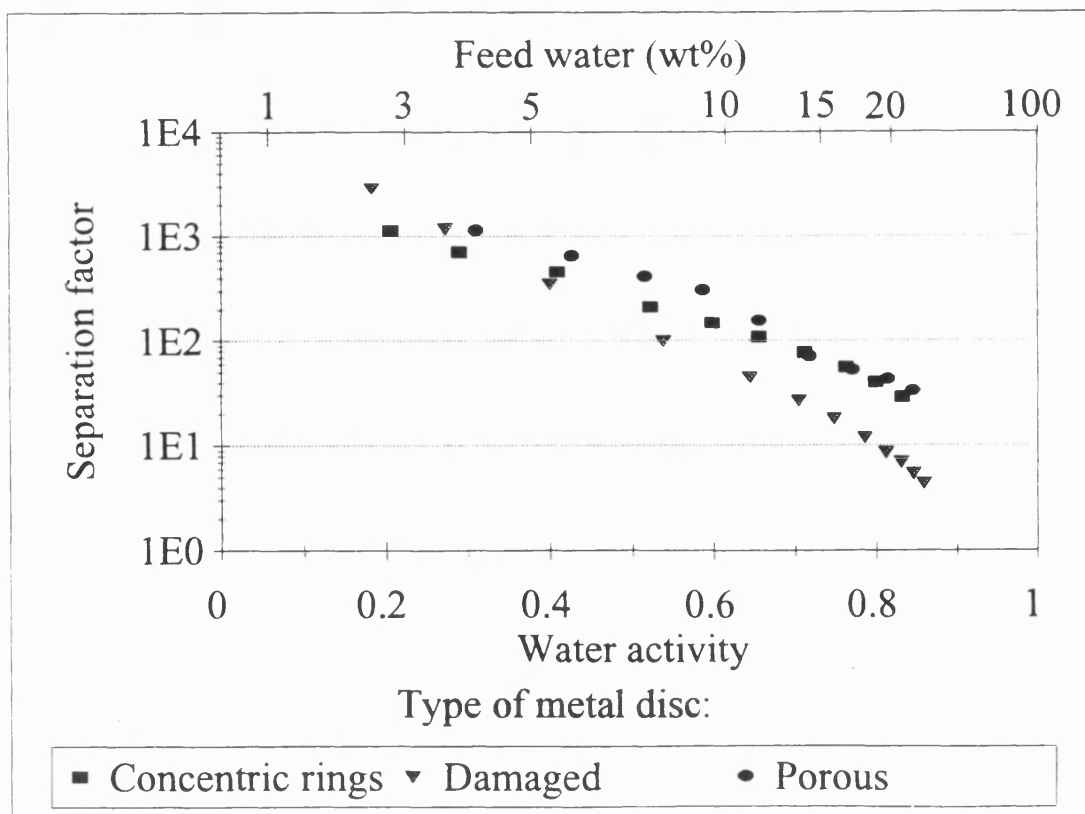 Feed water (wt%)
1 3 5 10 15 20 100
1E4
1E3
1E2
1E1
1E0
Separation factor
0 0.2 0.4 0.6 0.8 1
Water activity
Type of metal disc:
Concentric rings Damaged Porous